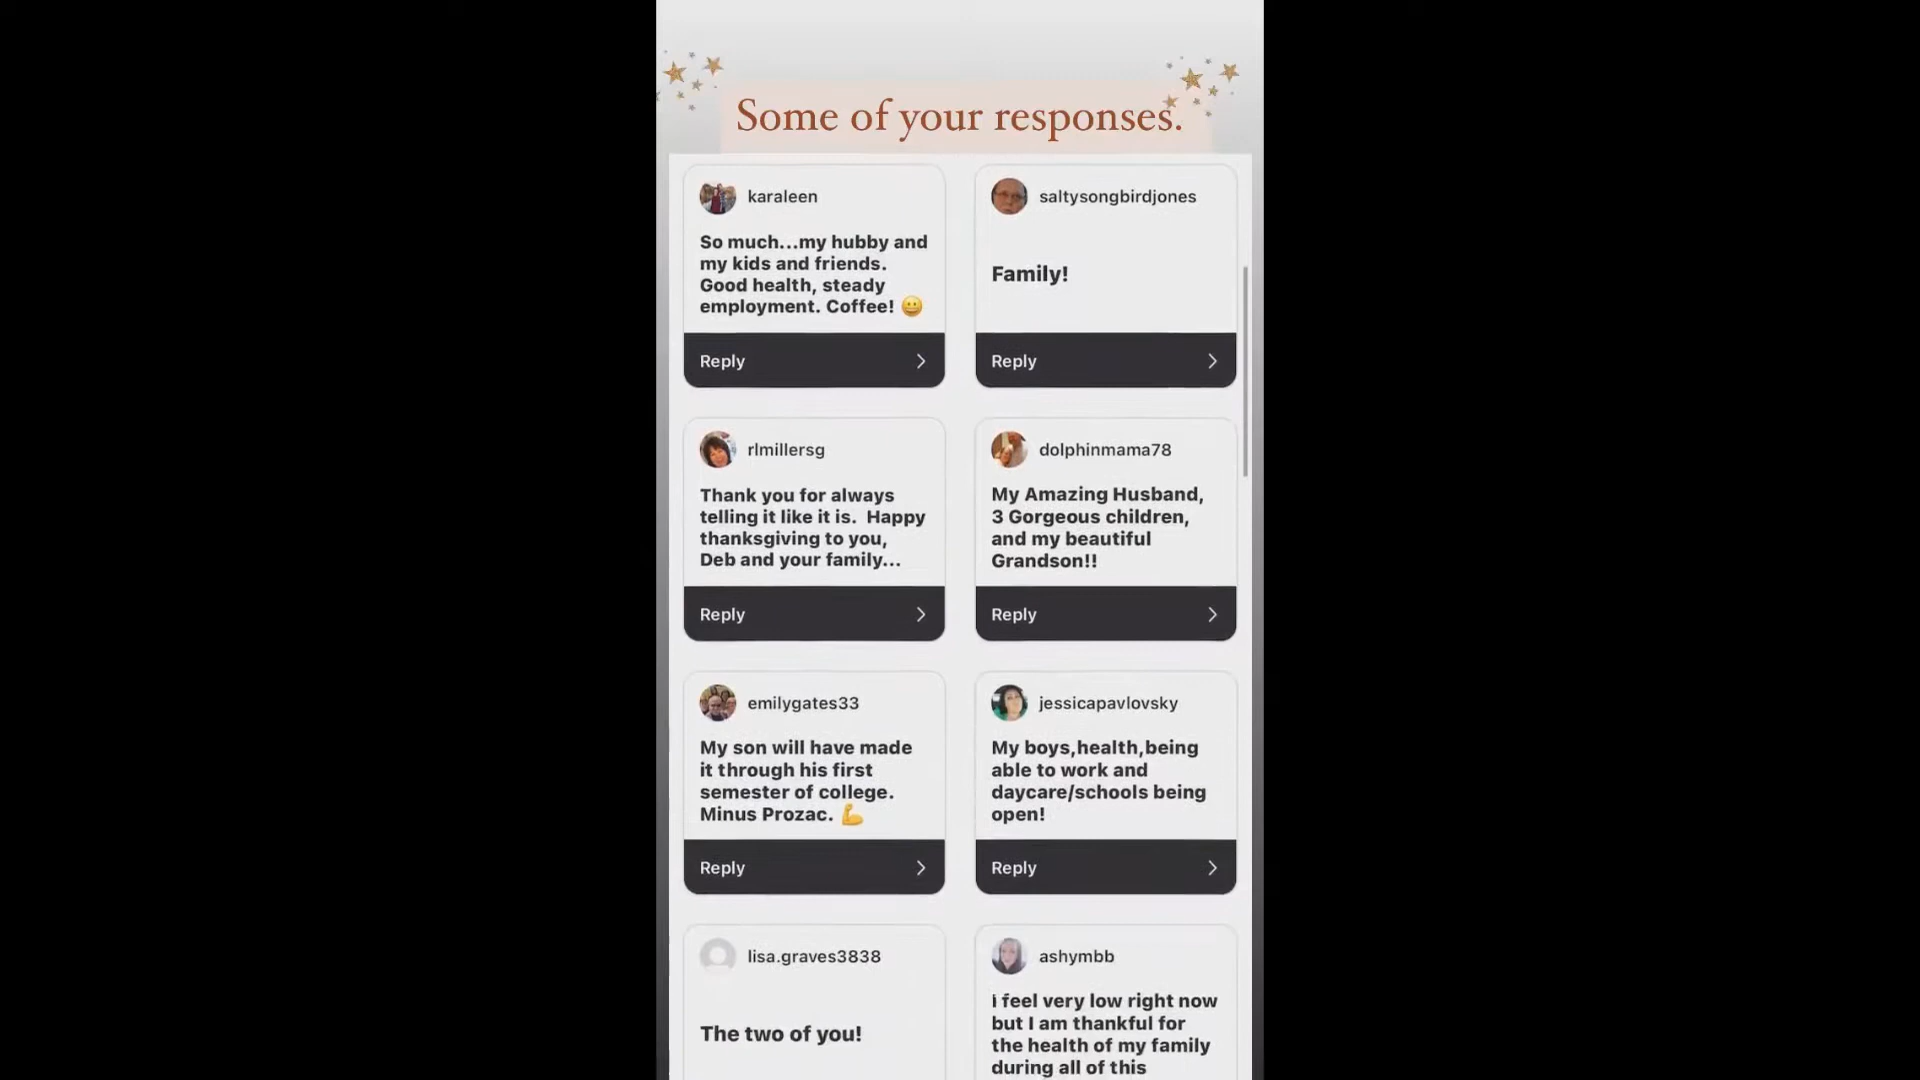 Some of your responses.
karaleen
So much...my hubby and
my kids and friends.
Good health, steady
employment. Coffee! 😀
Reply
saltysongbirdjones
Family!
Reply
rlmillersg
Thank you for always
telling it like it is.  Happy
thanksgiving to you,
Deb and your family...
Reply
dolphinmama78
My Amazing Husband,
3 Gorgeous children,
and my beautiful
Grandson!!
Reply
emilygates33
My son will have made
it through his first
semester of college.
Minus Prozac. 💪
Reply
jessicapavlovsky
My boys,health,being
able to work and
daycare/schools being
open!
Reply
lisa.graves3838
The two of you!
ashymbb
I feel very low right now
but I am thankful for
the health of my family
during all of this